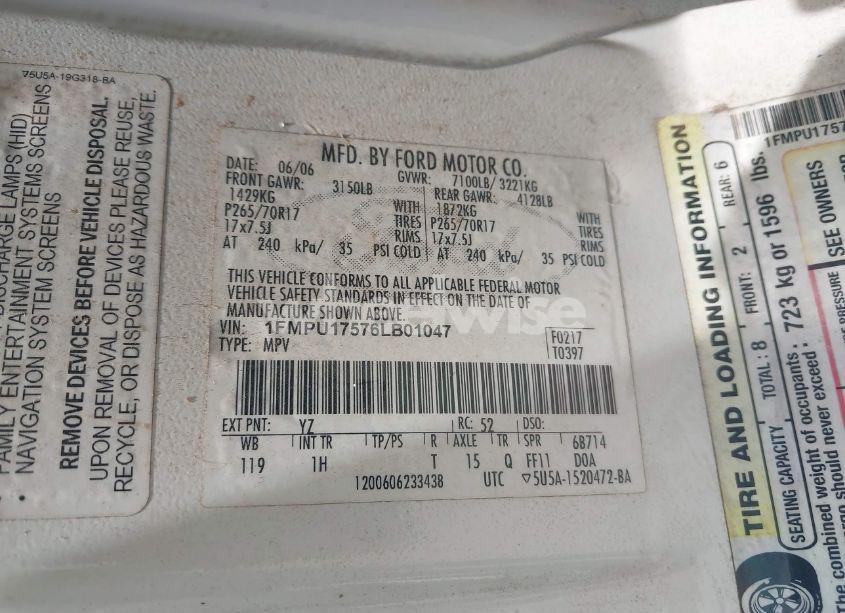 75U5A-19G318-BA
DISCHARGE LAMPS (HID)
FAMILY ENTERTAINMENT SYSTEMS SCREENS
NAVIGATION SYSTEM SCREENS
REMOVE DEVICES BEFORE VEHICLE DISPOSAL.
UPON REMOVAL OF DEVICES PLEASE REUSE,
RECYCLE, OR DISPOSE AS HAZARDOUS WASTE.
MFD. BY FORD MOTOR CO.
DATE: 06/06 GVWR: 7100LB/ 3221KG
FRONT GAWR: 3150LB REAR GAWR: 4128LB
1429KG WITH 1872KG WITH
P265/70R17 TIRES P265/70R17 TIRES
17x7.5J RIMS 17x7.5J RIMS
AT 240 kPa/ 35 PSI COLD AT 240 kPa/ 35 PSI COLD
THIS VEHICLE CONFORMS TO ALL APPLICABLE FEDERAL MOTOR
VEHICLE SAFETY STANDARDS IN EFFECT ON THE DATE OF
MANUFACTURE SHOWN ABOVE.
VIN: 1FMPU17576LB01047 F0217
TYPE: MPV T0397
EXT PNT: YZ RC: 52 DSO:
WB INT TR TP/PS R AXLE TR SPR 6B714
119 1H T 15 Q FF11 DOA
1200606233438 UTC ▽5U5A-1520472-BA
1FMPU1757
TIRE AND LOADING INFORMATION
SEATING CAPACITY TOTAL: 8 FRONT: 2 REAR: 6
The combined weight of occupants :
should never exceed : 723 kg or 1596 lbs.
PRESSURE
SEE OWNERS